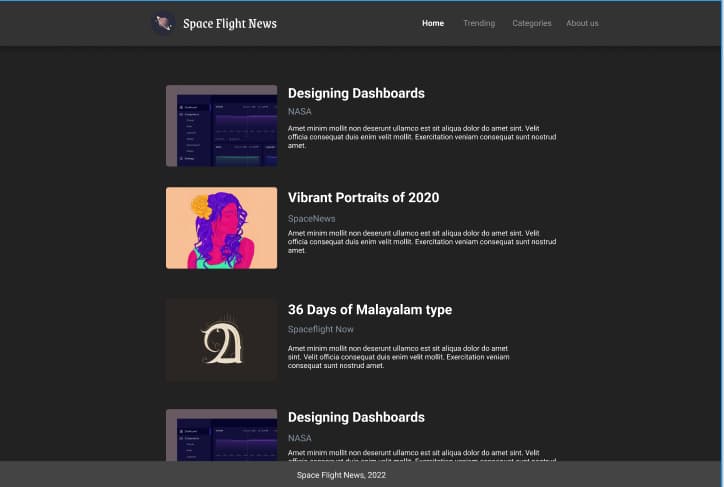 Space Flight News
Home Trending Categories About us
Designing Dashboards
NASA
Amet minim mollit non deserunt ullamco est sit aliqua dolor do amet sint. Velit
officia consequat duis enim velit mollit. Exercitation veniam consequat sunt nostrud
amet.
Vibrant Portraits of 2020
SpaceNews
Amet minim mollit non deserunt ullamco est sit aliqua dolor do amet sint. Velit
officia consequat duis enim velit mollit. Exercitation veniam consequat sunt nostrud
amet.
36 Days of Malayalam type
Spaceflight Now
Amet minim mollit non deserunt ullamco est sit aliqua dolor do amet
sint. Velit officia consequat duis enim velit mollit. Exercitation veniam
consequat sunt nostrud amet.
Designing Dashboards
NASA
Amet minim mollit non deserunt ullamco est sit aliqua dolor do amet sint. Velit
Space Flight News, 2022